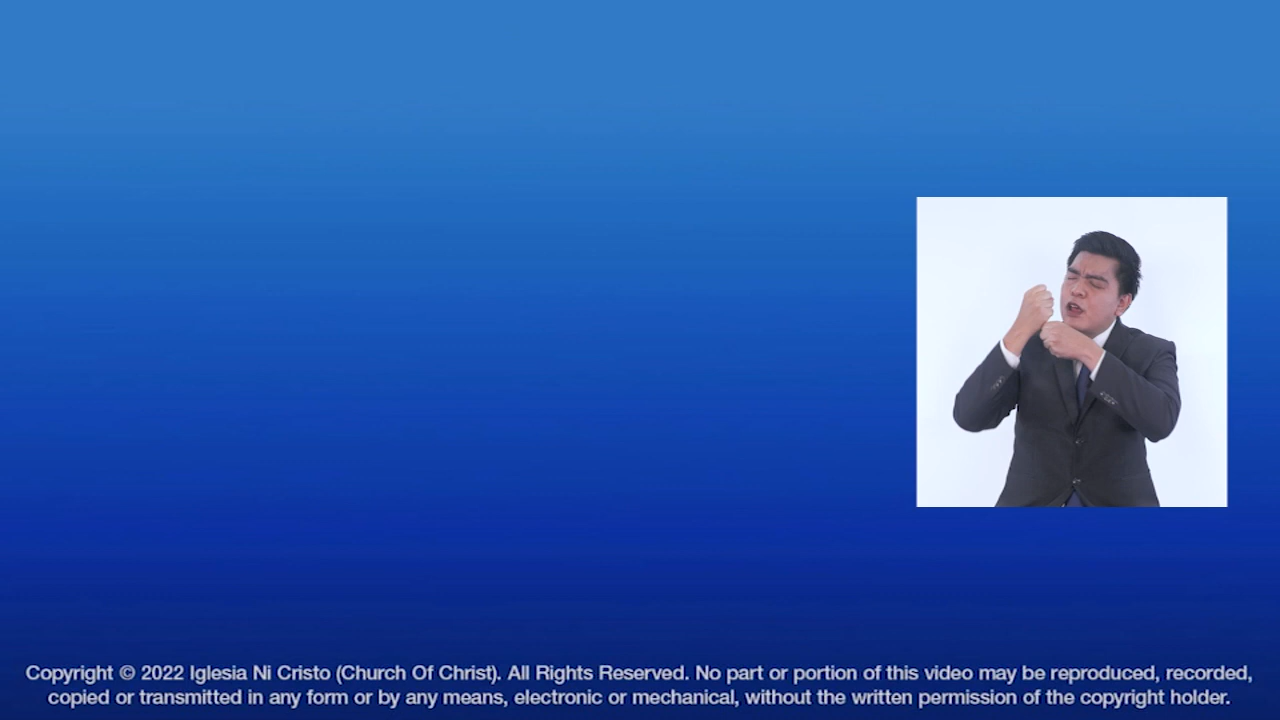 Copyright © 2022 Iglesia Ni Cristo (Church Of Christ). All Rights Reserved. No part or portion of this video may be reproduced, recorded,
copied or transmitted in any form or by any means, electronic or mechanical, without the written permission of the copyright holder.